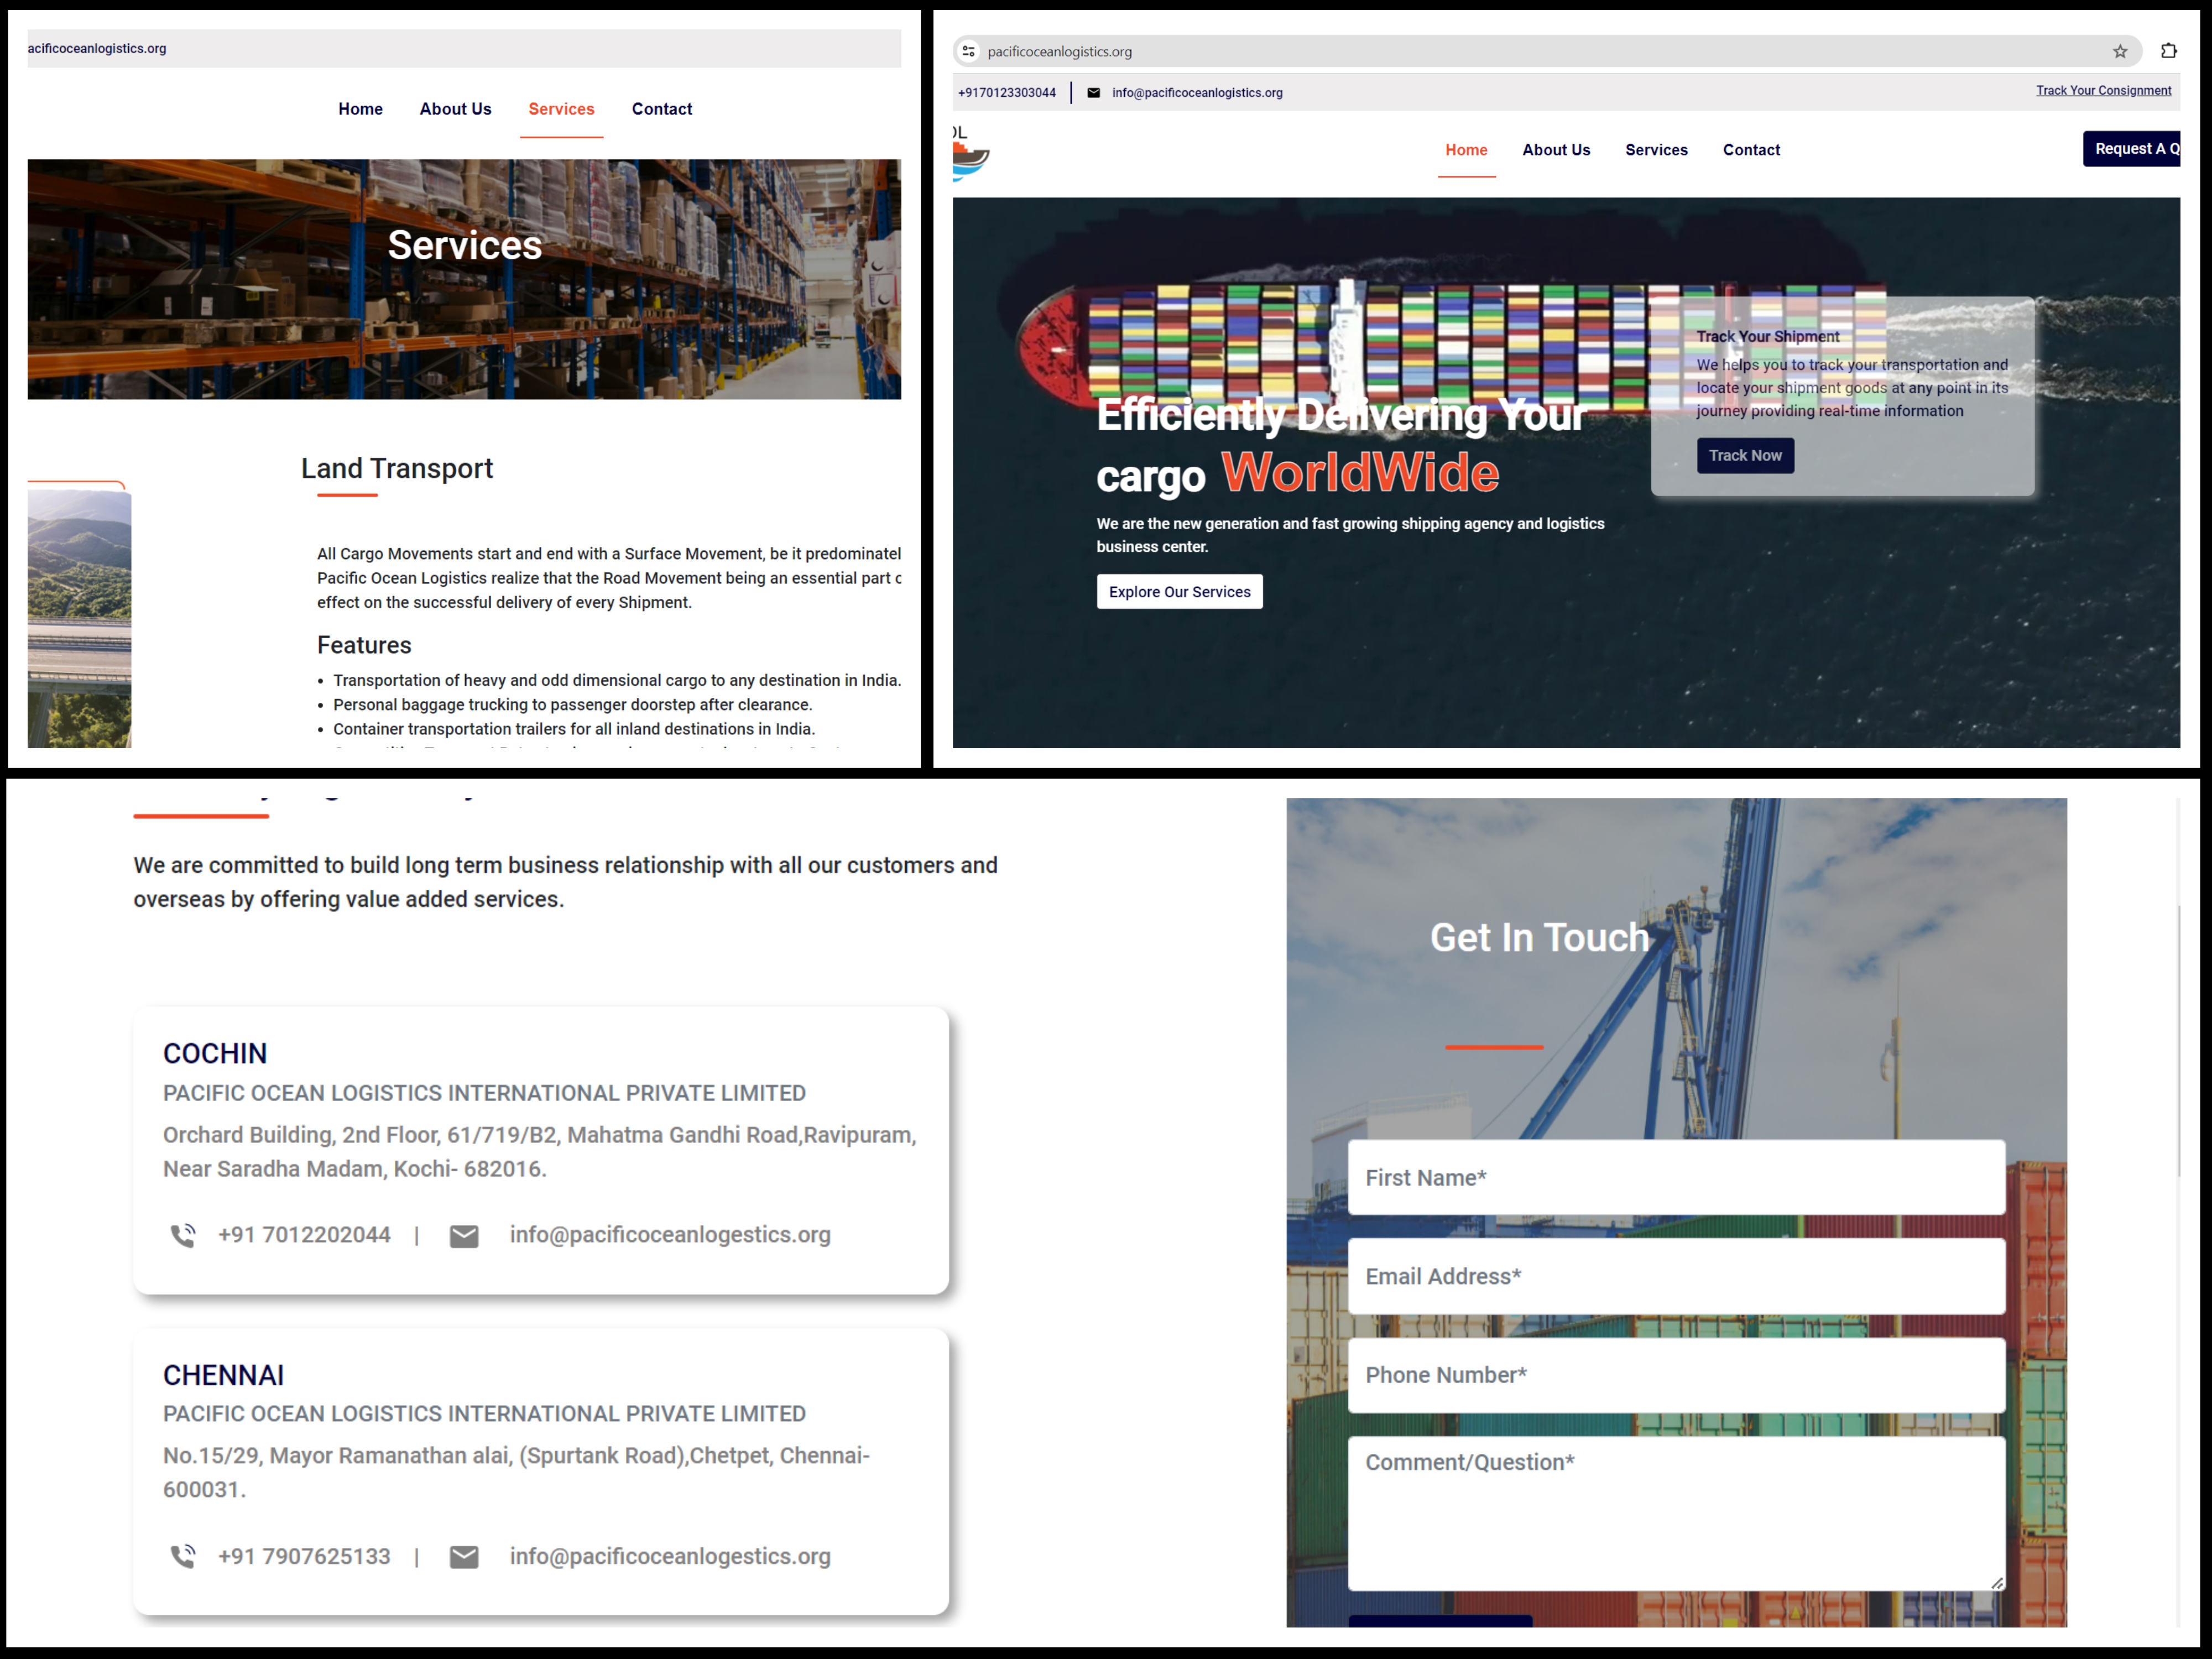 acificoceanlogistics.org
Home About Us Services Contact
Services
Land Transport
All Cargo Movements start and end with a Surface Movement, be it predominatel
Pacific Ocean Logistics realize that the Road Movement being an essential part
effect on the successful delivery of every Shipment.
Features
• Transportation of heavy and odd dimensional cargo to any destination in India.
• Personal baggage trucking to passenger doorstep after clearance.
• Container transportation trailers for all inland destinations in India.
pacificoceanlogistics.org
+9170123303044 info@pacificoceanlogistics.org Track Your Consignment
OL
Home About Us Services Contact
Request A Q
Track Your Shipment
We helps you to track your transportation and
locate your shipment goods at any point in its
journey providing real-time information
Track Now
Efficiently Delivering Your
cargo WorldWide
We are the new generation and fast growing shipping agency and logistics
business center.
Explore Our Services
We are committed to build long term business relationship with all our customers and
overseas by offering value added services.
COCHIN
PACIFIC OCEAN LOGISTICS INTERNATIONAL PRIVATE LIMITED
Orchard Building, 2nd Floor, 61/719/B2, Mahatma Gandhi Road,Ravipuram,
Near Saradha Madam, Kochi- 682016.
+91 7012202044 | info@pacificoceanlogestics.org
CHENNAI
PACIFIC OCEAN LOGISTICS INTERNATIONAL PRIVATE LIMITED
No.15/29, Mayor Ramanathan alai, (Spurtank Road),Chetpet, Chennai-
600031.
+91 7907625133 | info@pacificoceanlogestics.org
Get In Touch
First Name*
Email Address*
Phone Number*
Comment/Question*